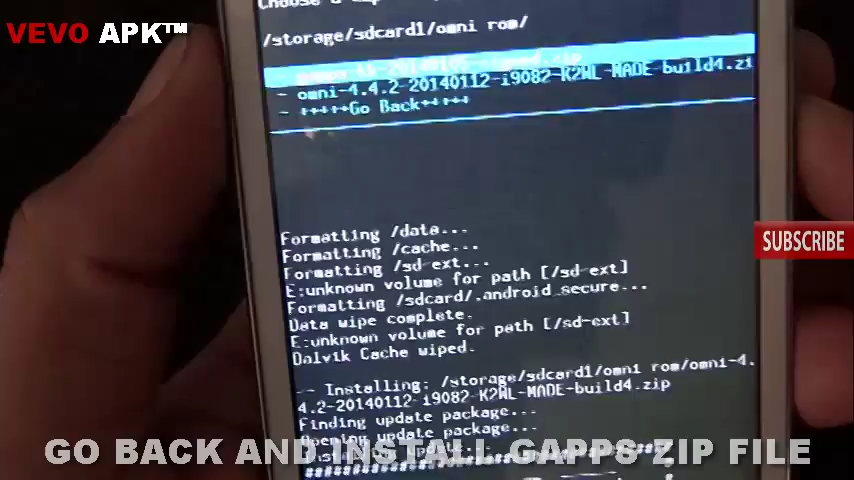 VEVO APK™
/storage/sdcard1/omni rom/
- omni-4.4.2-20140112-i9082-K2WL-MADE-build4.zi
- +++++Go Back+++++
SUBSCRIBE
Formatting /data...
Formatting /cache...
Formatting /sd-ext...
E:unknown volume for path [/sd-ext]
Formatting /sdcard/.android_secure...
Data wipe complete.
E:unknown volume for path [/sd-ext]
Dalvik Cache wiped.
-- Installing: /storage/sdcard1/omni rom/omni-4.
4.2-20140112-i9082-K2WL-MADE-build4.zip
Finding update package...
Opening update package...
GO BACK AND INSTALL GAPPS ZIP FILE